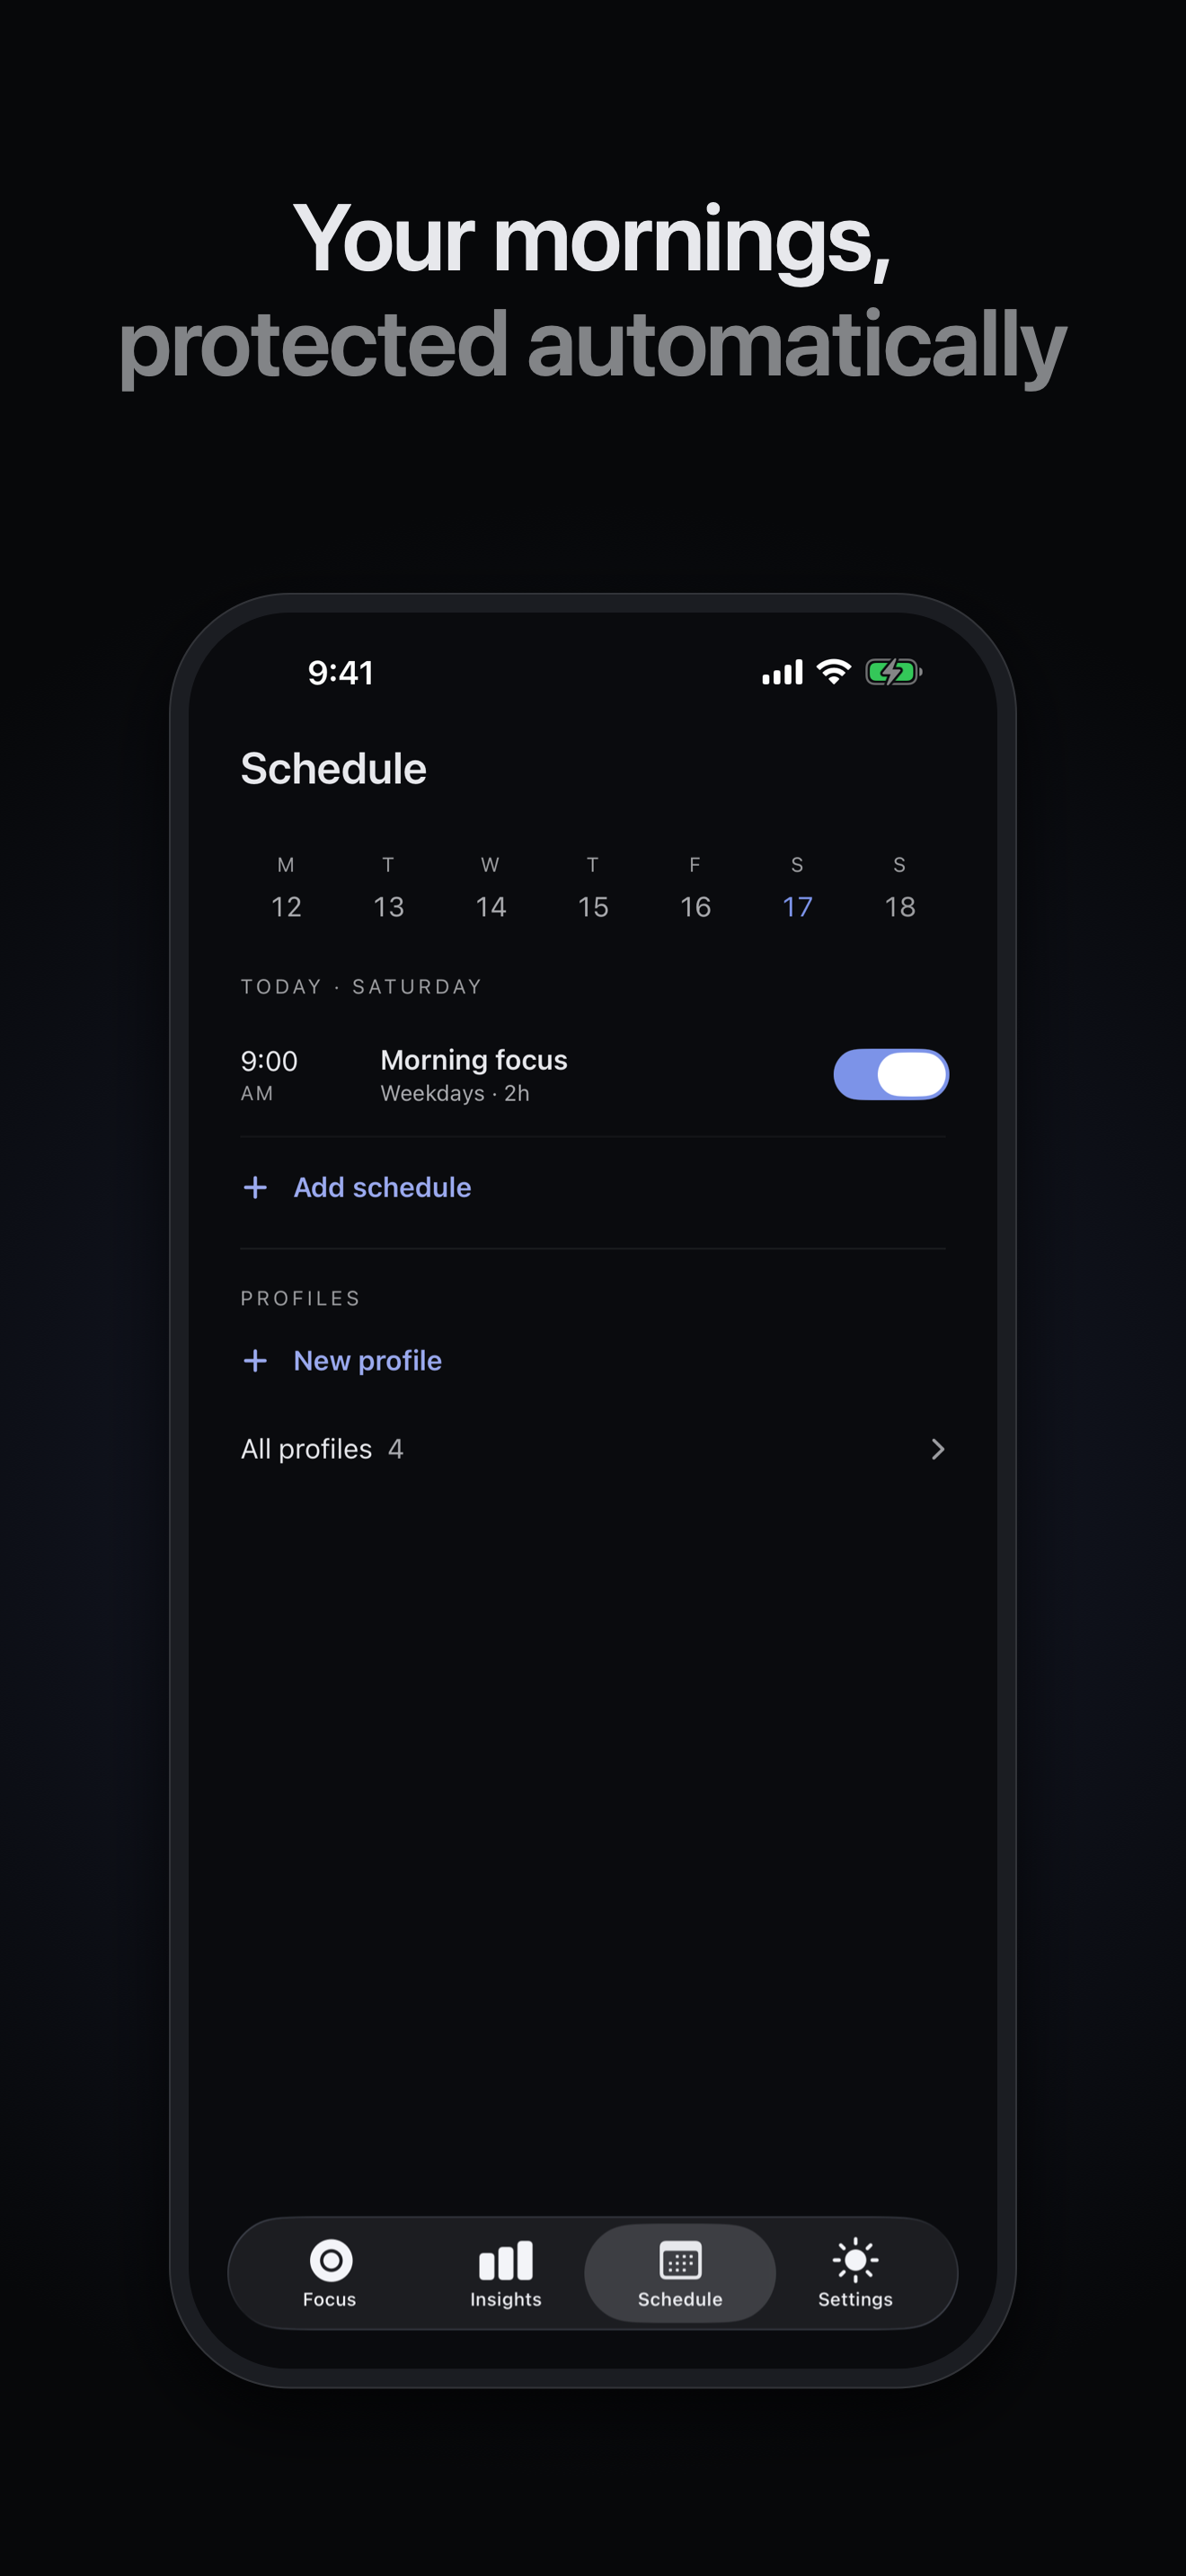 Your mornings,
protected automatically
9:41
Schedule
M T W T F S S
12 13 14 15 16 17 18
TODAY · SATURDAY
9:00 Morning focus
AM Weekdays · 2h
+ Add schedule
PROFILES
+ New profile
All profiles 4
Focus Insights Schedule Settings